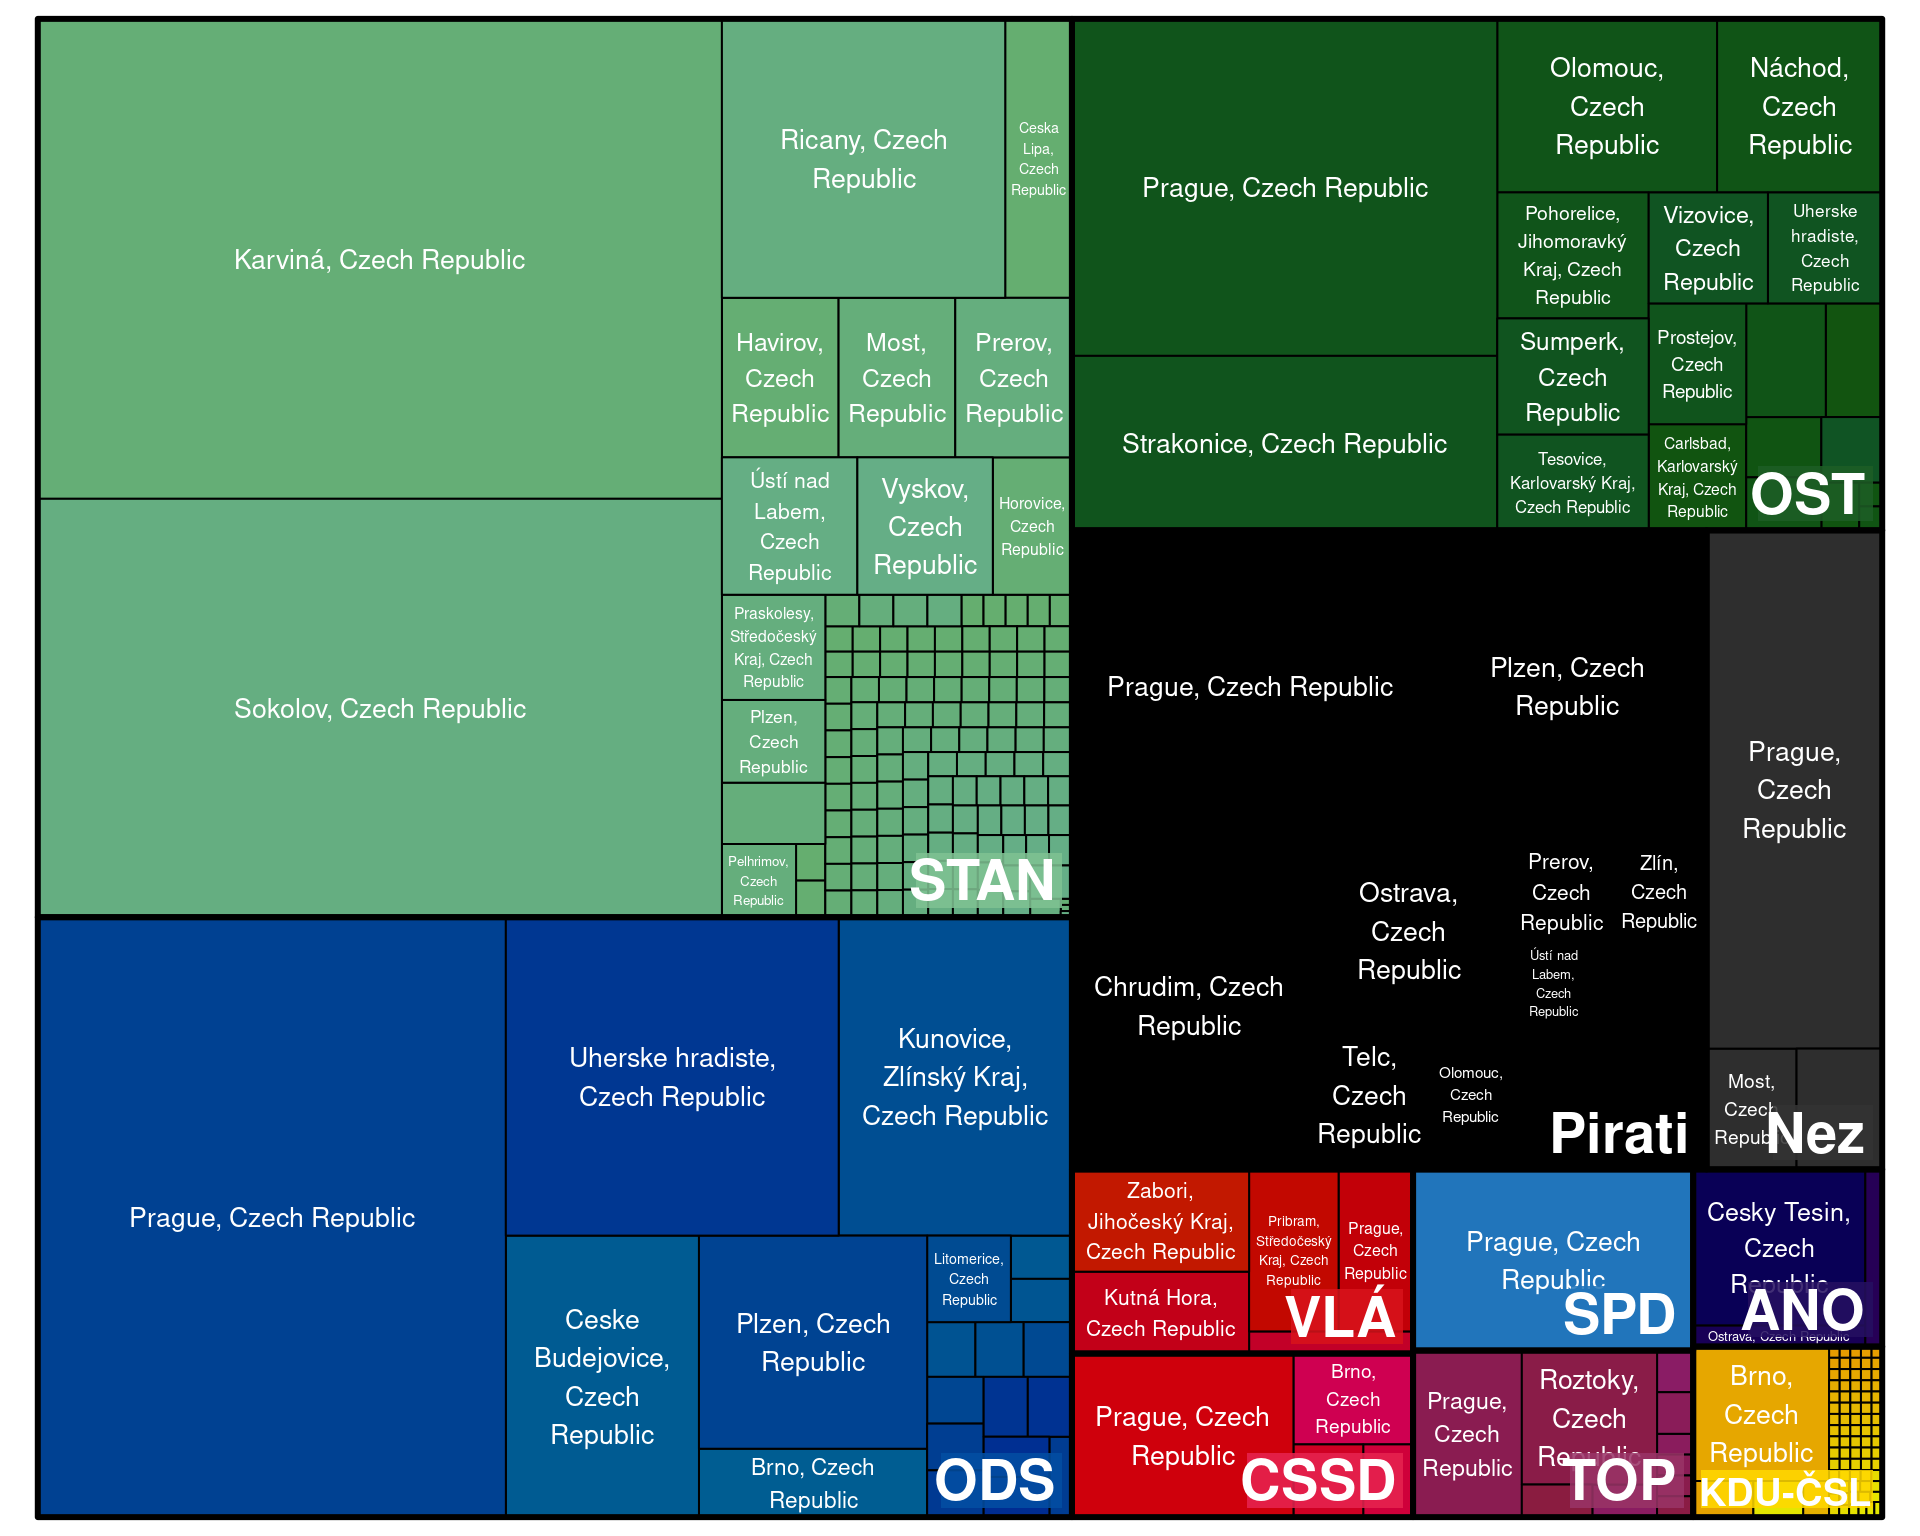 Karviná, Czech Republic
Sokolov, Czech Republic
Ricany, Czech
Republic
Ceska
Lipa,
Czech
Republic
Havirov,
Czech
Republic
Most,
Czech
Republic
Prerov,
Czech
Republic
Ústí nad
Labem,
Czech
Republic
Vyskov,
Czech
Republic
Horovice,
Czech
Republic
Praskolesy,
Středočeský
Kraj, Czech
Republic
Plzen,
Czech
Republic
Pelhrimov,
Czech
Republic
STAN
Prague, Czech Republic
Uherske hradiste,
Czech Republic
Kunovice,
Zlínský Kraj,
Czech Republic
Ceske
Budejovice,
Czech
Republic
Plzen, Czech
Republic
Brno, Czech
Republic
Litomerice,
Czech
Republic
ODS
Prague, Czech Republic
Strakonice, Czech Republic
Olomouc,
Czech
Republic
Náchod,
Czech
Republic
Pohorelice,
Jihomoravký
Kraj, Czech
Republic
Vizovice,
Czech
Republic
Uherske
hradiste,
Czech
Republic
Sumperk,
Czech
Republic
Prostejov,
Czech
Republic
Tesovice,
Karlovarský Kraj,
Czech Republic
Carlsbad,
Karlovarský
Kraj, Czech
Republic
OST
Prague, Czech Republic
Plzen, Czech
Republic
Chrudim, Czech
Republic
Ostrava,
Czech
Republic
Prerov,
Czech
Republic
Zlín,
Czech
Republic
Ústí nad
Labem,
Czech
Republic
Telc,
Czech
Republic
Olomouc,
Czech
Republic
Pirati
Prague,
Czech
Republic
Most,
Czech
Republic
Nez
Zabori,
Jihočeský Kraj,
Czech Republic
Kutná Hora,
Czech Republic
Pribram,
Středočeský
Kraj, Czech
Republic
Prague,
Czech
Republic
VLÁ
Prague, Czech
Republic
SPD
Cesky Tesin,
Czech
Republic
Ostrava, Czech Republic
ANO
Prague, Czech
Republic
Brno,
Czech
Republic
CSSD
Prague,
Czech
Republic
Roztoky,
Czech
Republic
TOP
Brno,
Czech
Republic
KDU-ČSL